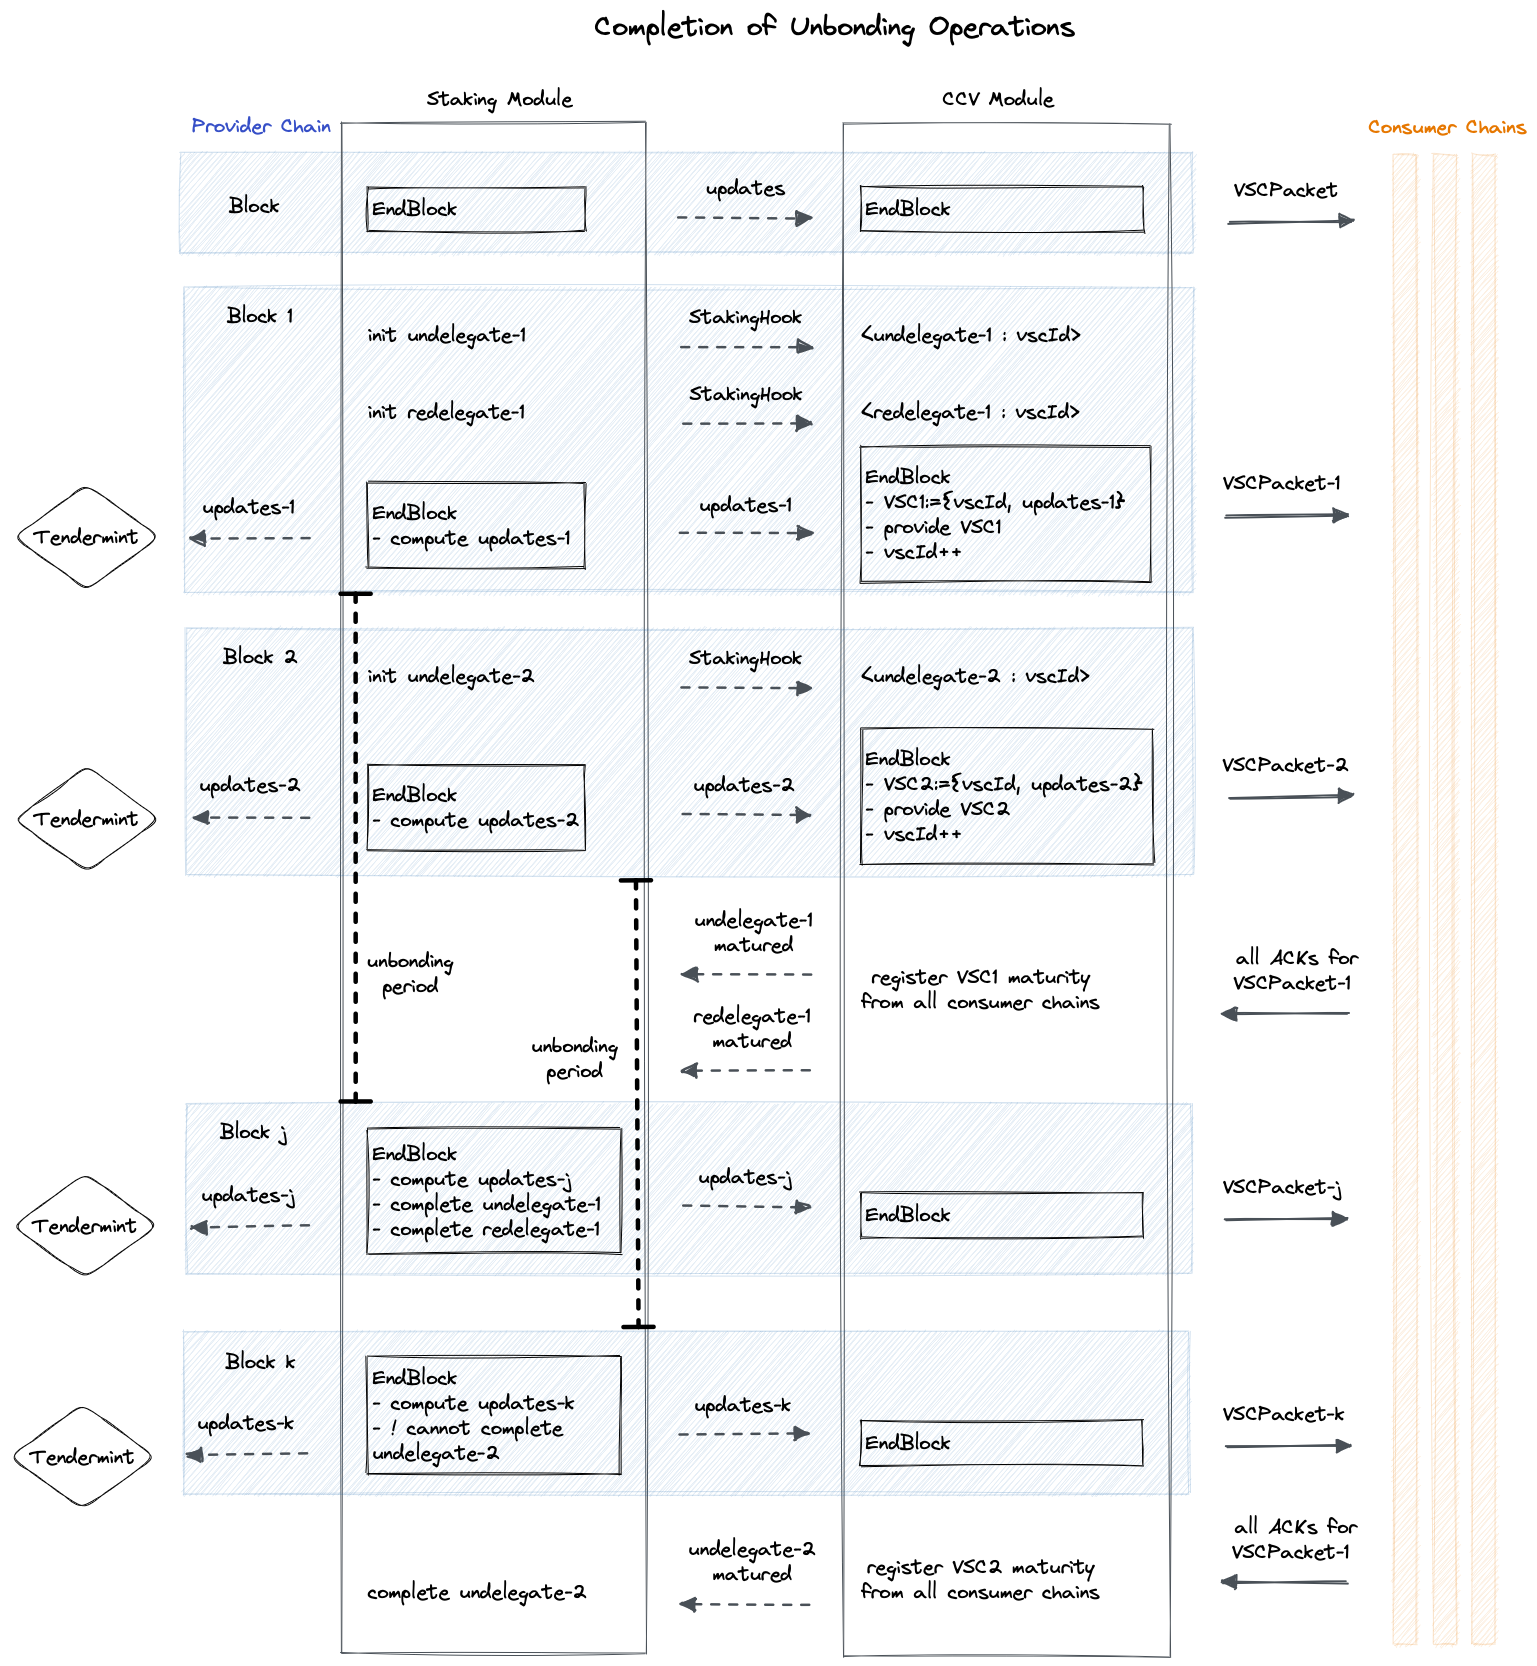 Completion of Unbonding Operations
Staking Module
CCV Module
Provider Chain
Consumer Chains
Block
EndBlock
updates
EndBlock
VSCPacket
Block 1
init undelegate-1
StakingHook
<undelegate-1 : vscId>
init redelegate-1
StakingHook
<redelegate-1 : vscId>
Tendermint
updates-1
EndBlock
- compute updates-1
updates-1
EndBlock
- VSC1:={vscId, updates-1}
- provide VSC1
- vscId++
VSCPacket-1
Block 2
init undelegate-2
StakingHook
<undelegate-2 : vscId>
Tendermint
updates-2
EndBlock
- compute updates-2
updates-2
EndBlock
- VSC2:={vscId, updates-2}
- provide VSC2
- vscId++
VSCPacket-2
unbonding
period
undelegate-1
matured
redelegate-1
matured
register VSC1 maturity
from all consumer chains
all ACKs for
VSCPacket-1
unbonding
period
Block j
Tendermint
updates-j
EndBlock
- compute updates-j
- complete undelegate-1
- complete redelegate-1
updates-j
EndBlock
VSCPacket-j
Block k
Tendermint
updates-k
EndBlock
- compute updates-k
- ! cannot complete
undelegate-2
updates-k
EndBlock
VSCPacket-k
complete undelegate-2
undelegate-2
matured
register VSC2 maturity
from all consumer chains
all ACKs for
VSCPacket-1